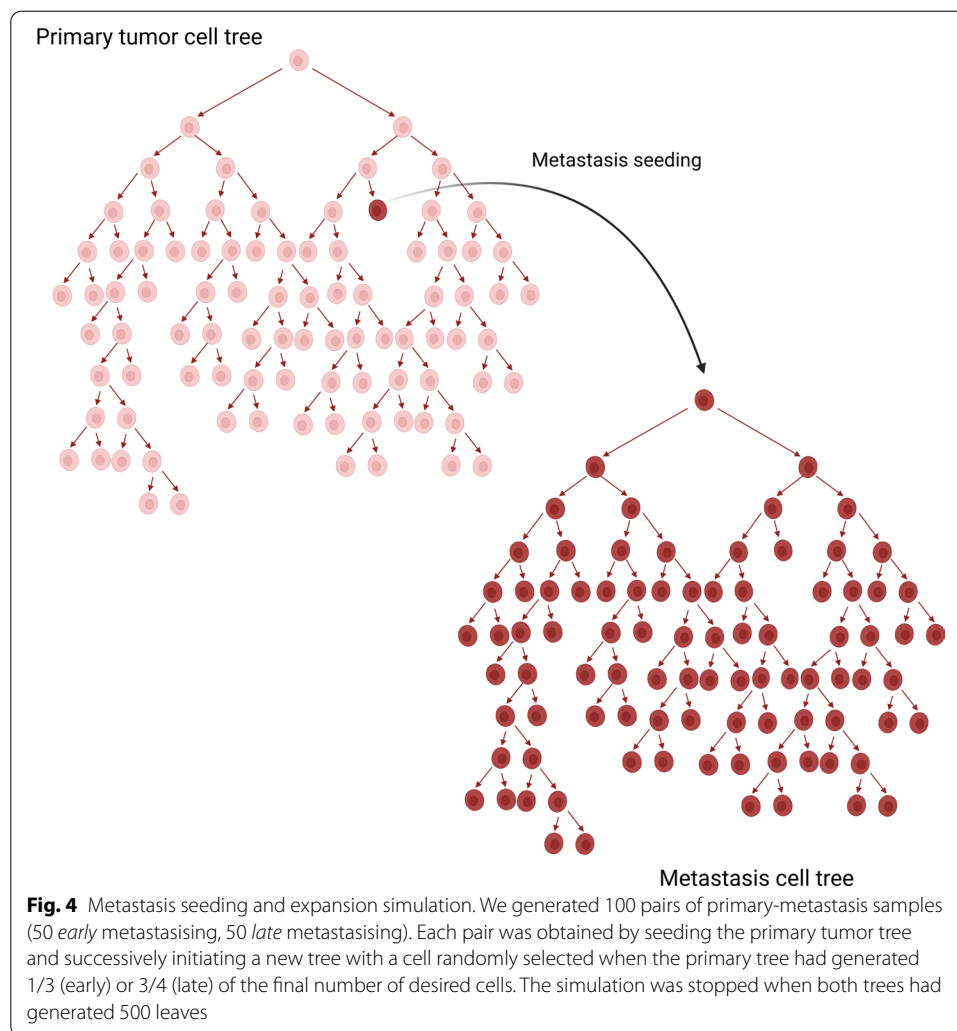 Primary tumor cell tree
Metastasis seeding
Metastasis cell tree
Fig. 4 Metastasis seeding and expansion simulation. We generated 100 pairs of primary-metastasis samples
(50 early metastasising, 50 late metastasising). Each pair was obtained by seeding the primary tumor tree
and successively initiating a new tree with a cell randomly selected when the primary tree had generated
1/3 (early) or 3/4 (late) of the final number of desired cells. The simulation was stopped when both trees had
generated 500 leaves